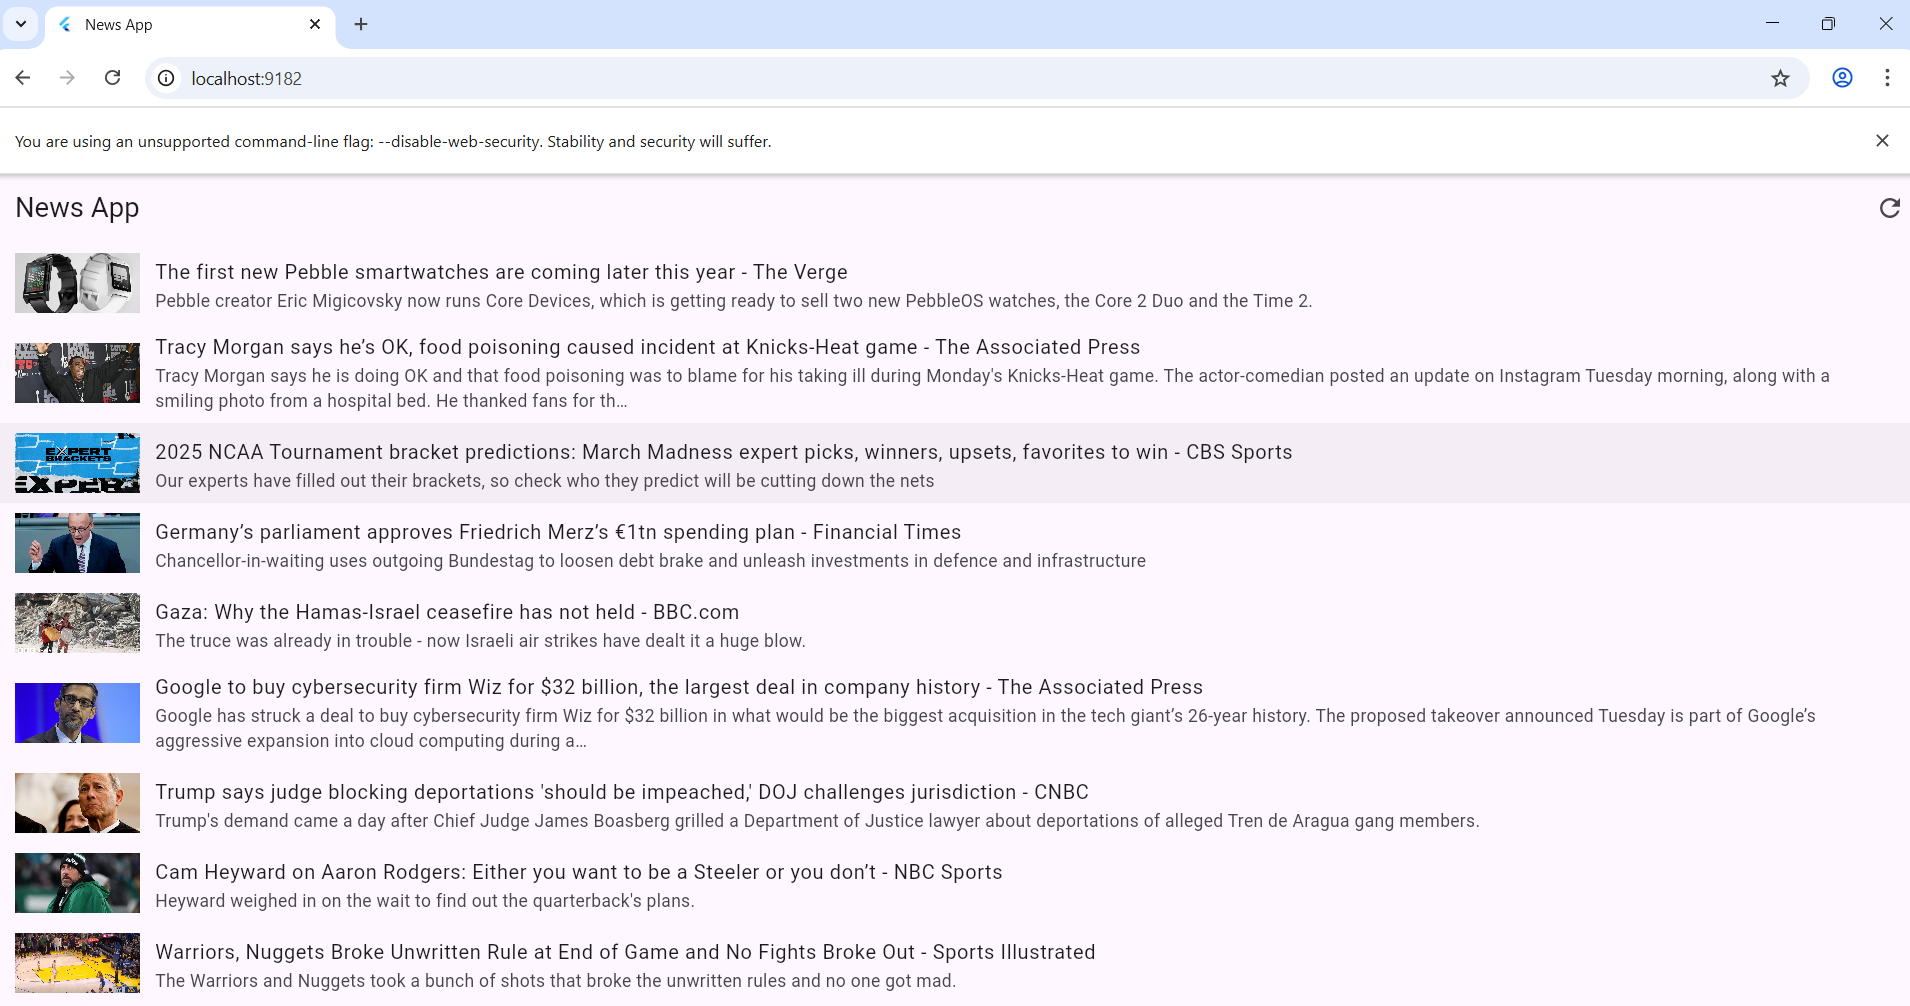 News App
localhost:9182
You are using an unsupported command-line flag: --disable-web-security. Stability and security will suffer.
News App
The first new Pebble smartwatches are coming later this year - The Verge
Pebble creator Eric Migicovsky now runs Core Devices, which is getting ready to sell two new PebbleOS watches, the Core 2 Duo and the Time 2.
Tracy Morgan says he’s OK, food poisoning caused incident at Knicks-Heat game - The Associated Press
Tracy Morgan says he is doing OK and that food poisoning was to blame for his taking ill during Monday's Knicks-Heat game. The actor-comedian posted an update on Instagram Tuesday morning, along with a
smiling photo from a hospital bed. He thanked fans for th…
EXPERT
BRACKETS
2025 NCAA Tournament bracket predictions: March Madness expert picks, winners, upsets, favorites to win - CBS Sports
Our experts have filled out their brackets, so check who they predict will be cutting down the nets
Germany’s parliament approves Friedrich Merz’s €1tn spending plan - Financial Times
Chancellor-in-waiting uses outgoing Bundestag to loosen debt brake and unleash investments in defence and infrastructure
Gaza: Why the Hamas-Israel ceasefire has not held - BBC.com
The truce was already in trouble - now Israeli air strikes have dealt it a huge blow.
Google to buy cybersecurity firm Wiz for $32 billion, the largest deal in company history - The Associated Press
Google has struck a deal to buy cybersecurity firm Wiz for $32 billion in what would be the biggest acquisition in the tech giant’s 26-year history. The proposed takeover announced Tuesday is part of Google’s
aggressive expansion into cloud computing during a…
Trump says judge blocking deportations 'should be impeached,' DOJ challenges jurisdiction - CNBC
Trump's demand came a day after Chief Judge James Boasberg grilled a Department of Justice lawyer about deportations of alleged Tren de Aragua gang members.
Cam Heyward on Aaron Rodgers: Either you want to be a Steeler or you don’t - NBC Sports
Heyward weighed in on the wait to find out the quarterback's plans.
Warriors, Nuggets Broke Unwritten Rule at End of Game and No Fights Broke Out - Sports Illustrated
The Warriors and Nuggets took a bunch of shots that broke the unwritten rules and no one got mad.